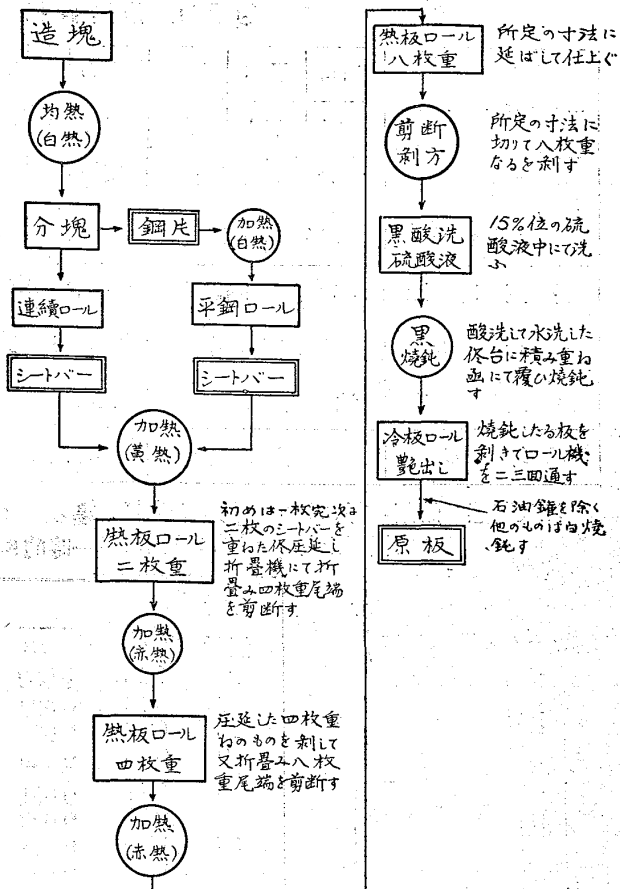 造塊
均熱
(白熱)
分塊
鋼片
加熱
(白熱)
連續ロール
平鋼ロール
シートバー
シートバー
加熱
(黄熱)
熱板ロール
二枚重
初めは一枚宛次は
二枚のシートバーを
重ねた侭圧延し
折疊機にて折
疊み四枚重尾端
を剪断す
加熱
(赤熱)
熱板ロール
四枚重
圧延した四枚重
ねのものを剥して
又折疊み八枚
重尾端を剪断す
加熱
(赤熱)
熱板ロール
八枚重
所定の寸法に
延ばして仕上ぐ
剪断
剥方
所定の寸法に
切りて八枚重
なるを剥す
黒酸洗
硫酸液
15%位の硫
酸液中にて洗
ふ
黒
焼鈍
酸洗して水洗した
侭台に積み重ね
函にて覆ひ焼鈍
す
冷板ロール
艶出し
焼鈍したる板を
剥きてロール機
を二三回通す
石油罐を除く
他のものは白焼
鈍す
原板